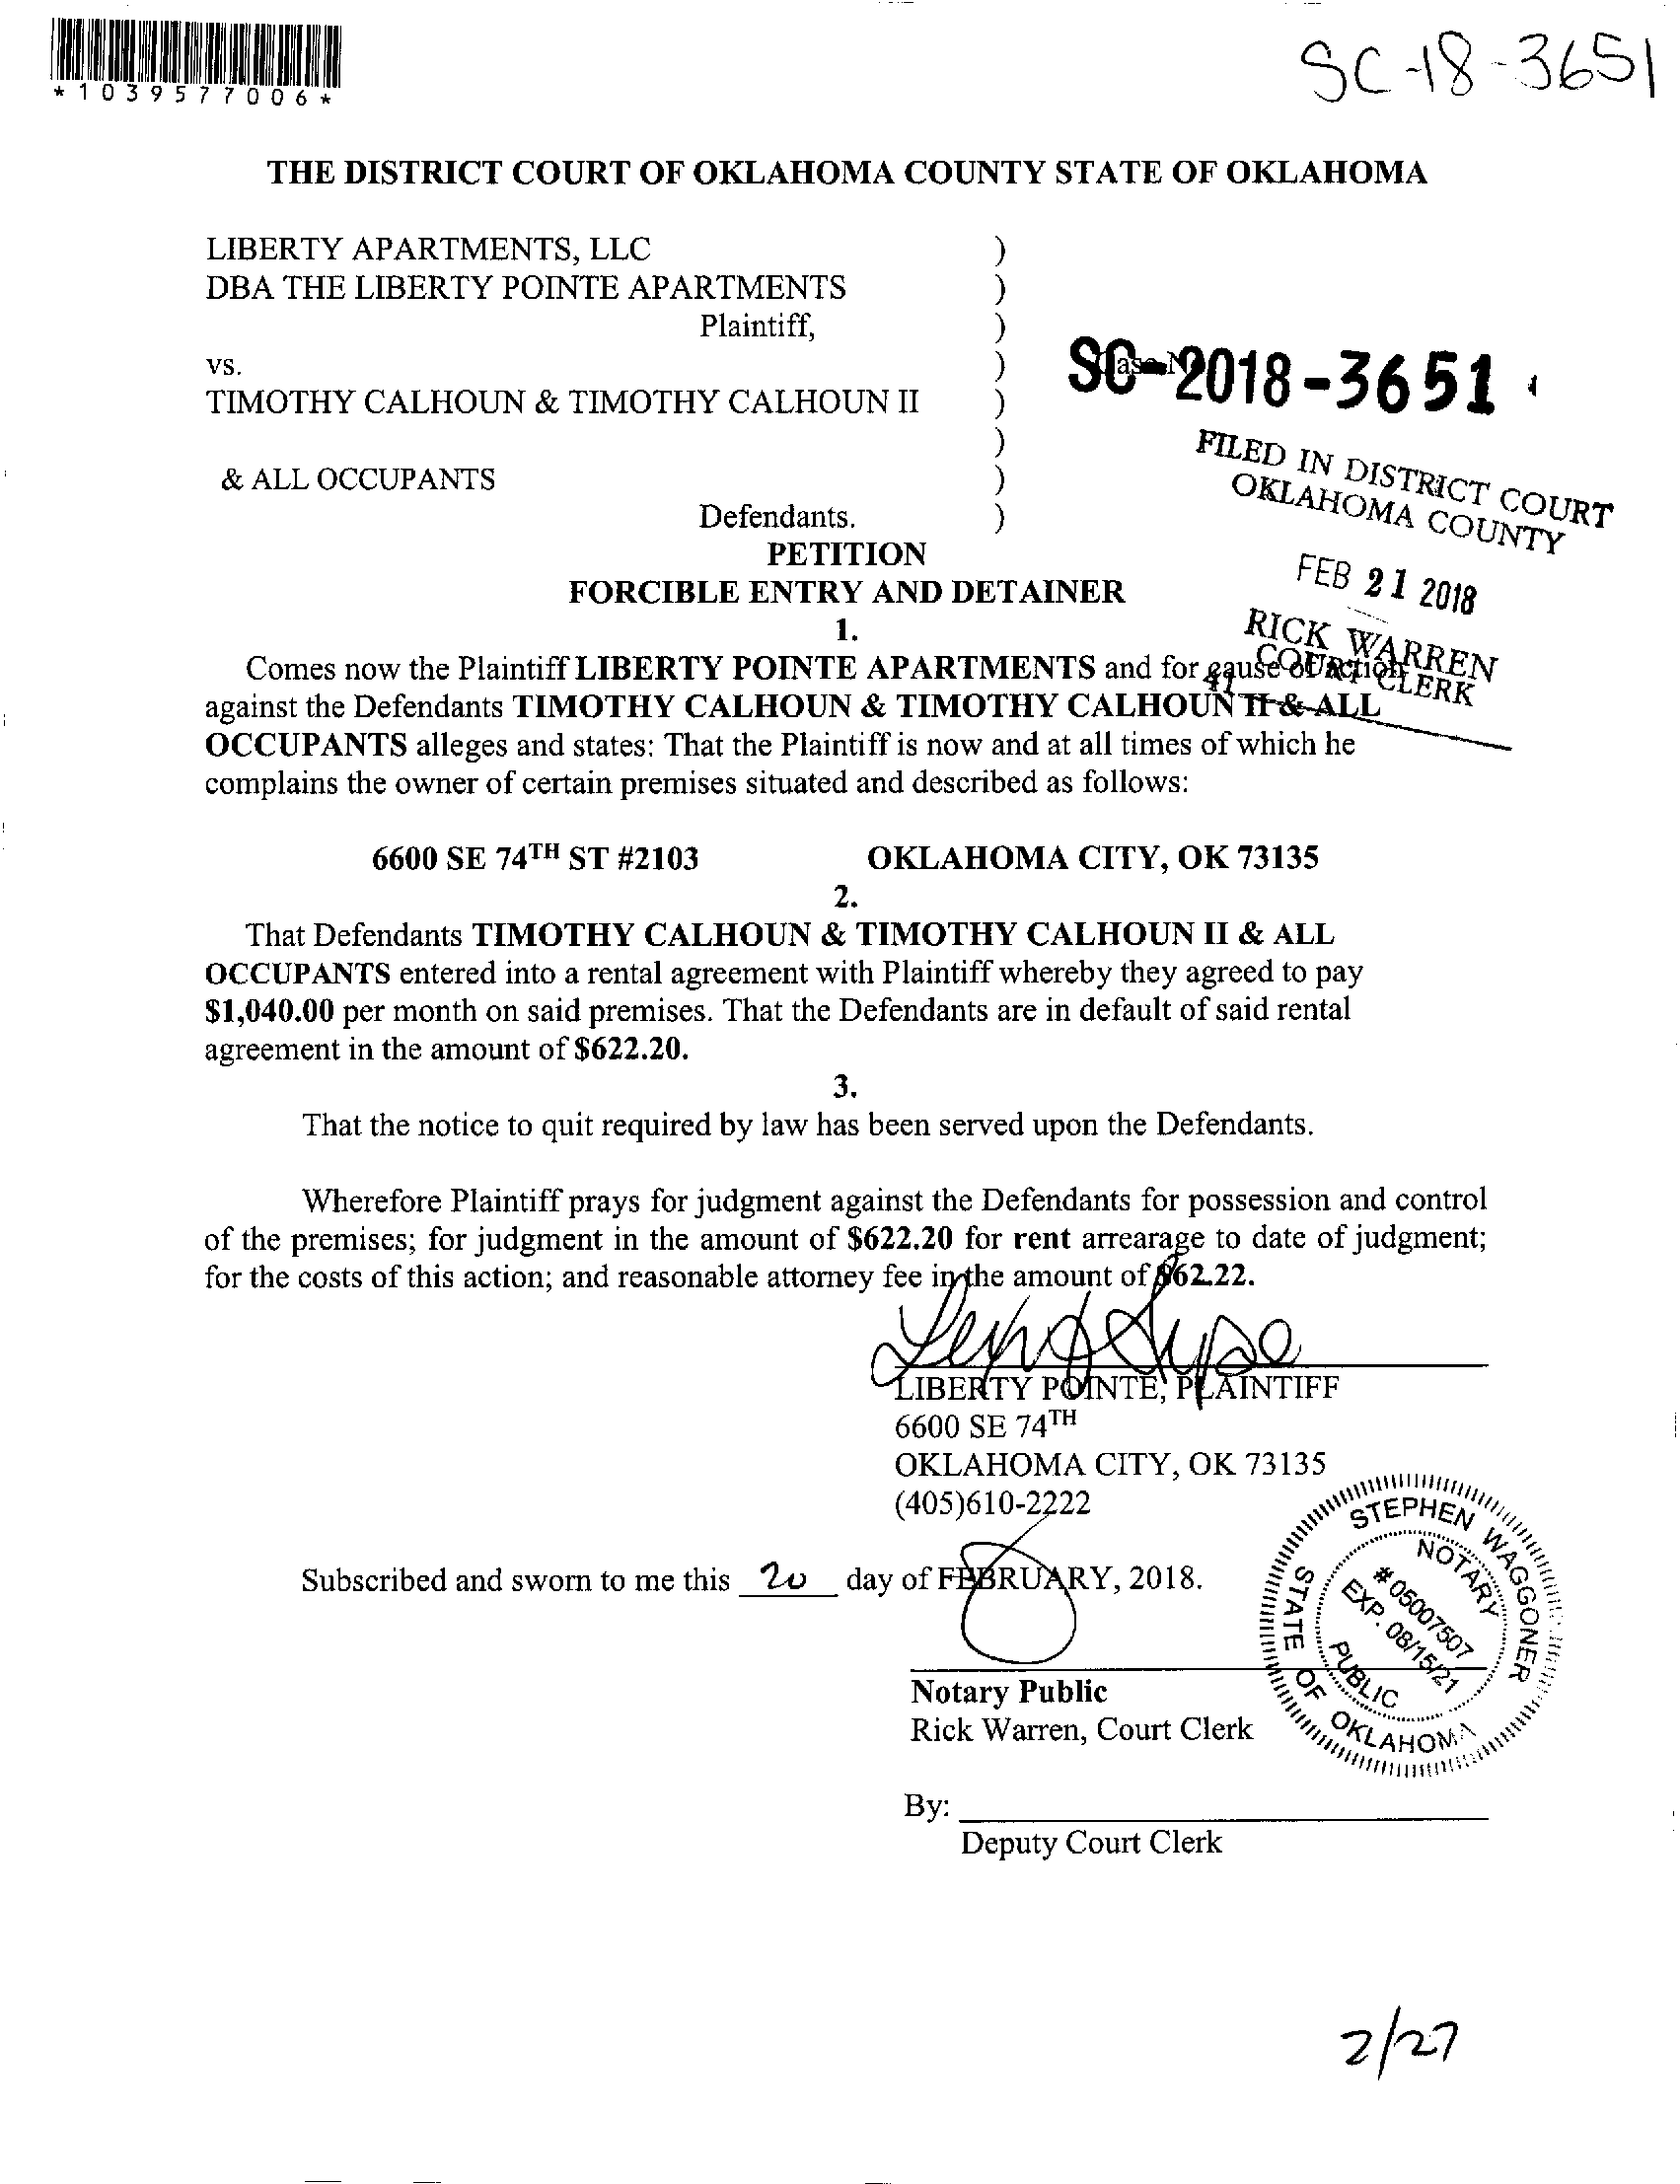 *1039577006*
SC-18-3651
THE DISTRICT COURT OF OKLAHOMA COUNTY STATE OF OKLAHOMA
LIBERTY APARTMENTS, LLC )
DBA THE LIBERTY POINTE APARTMENTS )
Plaintiff, )
vs. )
SC-2018-3651
TIMOTHY CALHOUN & TIMOTHY CALHOUN II )
)
& ALL OCCUPANTS )
Defendants. )
FILED IN DISTRICT COURT
OKLAHOMA COUNTY
FEB 21 2018
RICK WARREN
COURT CLERK
41
PETITION
FORCIBLE ENTRY AND DETAINER
1.
Comes now the Plaintiff LIBERTY POINTE APARTMENTS and for cause of action
against the Defendants TIMOTHY CALHOUN & TIMOTHY CALHOUN II & ALL
OCCUPANTS alleges and states: That the Plaintiff is now and at all times of which he
complains the owner of certain premises situated and described as follows:
6600 SE 74TH ST #2103 OKLAHOMA CITY, OK 73135
2.
That Defendants TIMOTHY CALHOUN & TIMOTHY CALHOUN II & ALL
OCCUPANTS entered into a rental agreement with Plaintiff whereby they agreed to pay
$1,040.00 per month on said premises. That the Defendants are in default of said rental
agreement in the amount of $622.20.
3.
That the notice to quit required by law has been served upon the Defendants.
Wherefore Plaintiff prays for judgment against the Defendants for possession and control
of the premises; for judgment in the amount of $622.20 for rent arrearage to date of judgment;
for the costs of this action; and reasonable attorney fee in the amount of $62.22.
LIBERTY POINTE, PLAINTIFF
6600 SE 74TH
OKLAHOMA CITY, OK 73135
(405)610-2222
Subscribed and sworn to me this 20 day of FEBRUARY, 2018.
STEPHEN WAGGONER
NOTARY
# 05007507
EXP. 08/15/21
PUBLIC
STATE OF OKLAHOMA
Notary Public
Rick Warren, Court Clerk
By:
Deputy Court Clerk
2/27